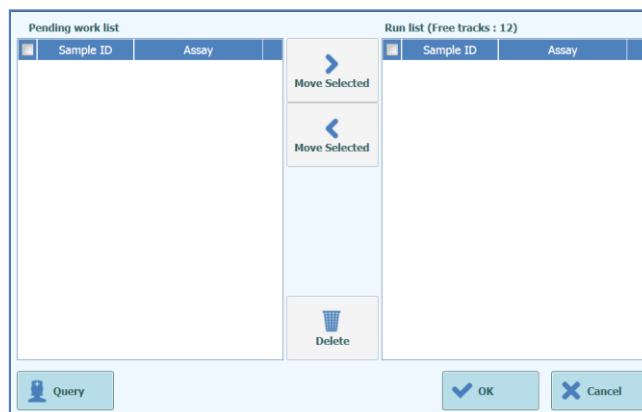 Pending work list
Run list (Free tracks : 12)
Sample ID Assay
Sample ID Assay
Move Selected
Move Selected
Delete
Query
OK
Cancel